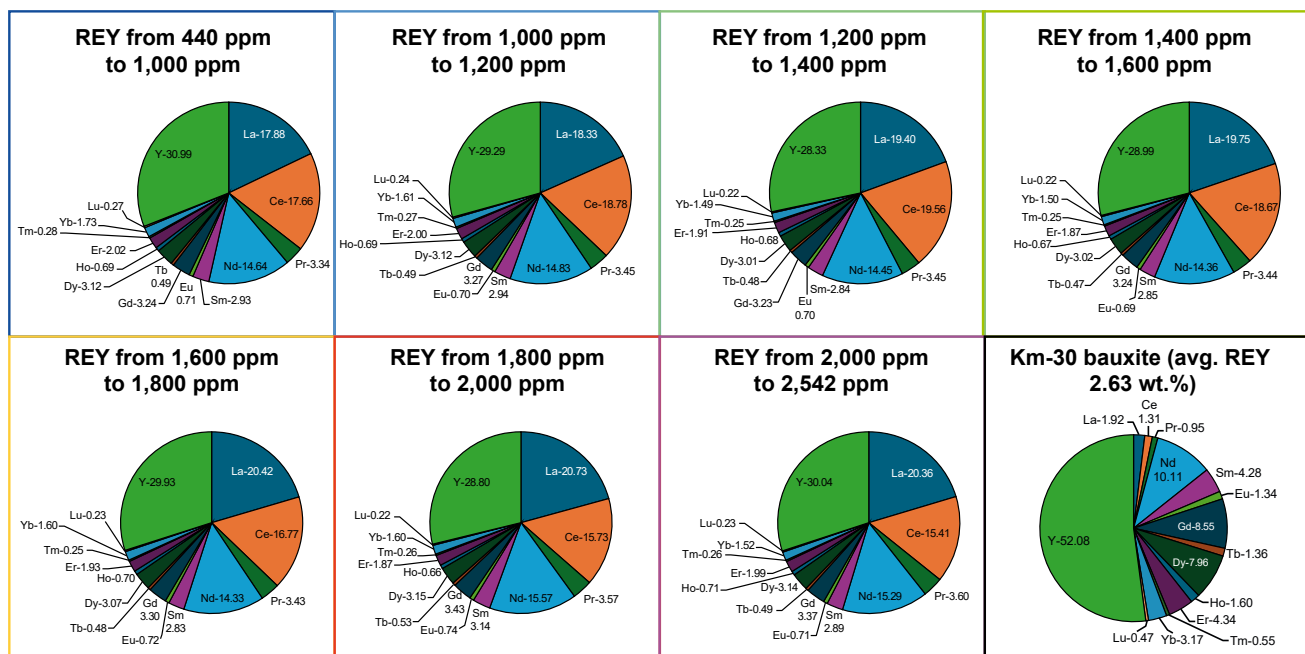 REY from 440 ppm
to 1,000 ppm
La-17.88
Ce-17.66
Pr-3.34
Nd-14.64
Sm-2.93
Eu
0.71
Gd-3.24
Tb
0.49
Dy-3.12
Ho-0.69
Er-2.02
Tm-0.28
Yb-1.73
Lu-0.27
Y-30.99
REY from 1,000 ppm
to 1,200 ppm
La-18.33
Ce-18.78
Pr-3.45
Nd-14.83
Sm
2.94
Eu-0.70
Gd
3.27
Tb-0.49
Dy-3.12
Ho-0.69
Er-2.00
Tm-0.27
Yb-1.61
Lu-0.24
Y-29.29
REY from 1,200 ppm
to 1,400 ppm
La-19.40
Ce-19.56
Pr-3.45
Nd-14.45
Sm-2.84
Eu
0.70
Gd-3.23
Tb-0.48
Dy-3.01
Ho-0.68
Er-1.91
Tm-0.25
Yb-1.49
Lu-0.22
Y-28.33
REY from 1,400 ppm
to 1,600 ppm
La-19.75
Ce-18.67
Pr-3.44
Nd-14.36
Sm
2.85
Eu-0.69
Gd
3.24
Tb-0.47
Dy-3.02
Ho-0.67
Er-1.87
Tm-0.25
Yb-1.50
Lu-0.22
Y-28.99
REY from 1,600 ppm
to 1,800 ppm
La-20.42
Ce-16.77
Pr-3.43
Nd-14.33
Sm
2.83
Eu-0.72
Gd
3.30
Tb-0.48
Dy-3.07
Ho-0.70
Er-1.93
Tm-0.25
Yb-1.60
Lu-0.23
Y-29.93
REY from 1,800 ppm
to 2,000 ppm
La-20.73
Ce-15.73
Pr-3.57
Nd-15.57
Sm
3.14
Eu-0.74
Gd
3.43
Tb-0.53
Dy-3.15
Ho-0.66
Er-1.87
Tm-0.26
Yb-1.60
Lu-0.22
Y-28.80
REY from 2,000 ppm
to 2,542 ppm
La-20.36
Ce-15.41
Pr-3.60
Nd-15.29
Sm
2.89
Eu-0.71
Gd
3.37
Tb-0.49
Dy-3.14
Ho-0.71
Er-1.99
Tm-0.26
Yb-1.52
Lu-0.23
Y-30.04
Km-30 bauxite (avg. REY
2.63 wt.%)
La-1.92
Ce
1.31
Pr-0.95
Nd
10.11
Sm-4.28
Eu-1.34
Gd-8.55
Tb-1.36
Dy-7.96
Ho-1.60
Er-4.34
Tm-0.55
Yb-3.17
Lu-0.47
Y-52.08